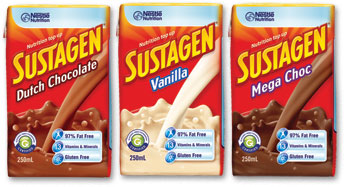 Nestlé
Nutrition
Nutrition top up
SUSTAGEN
Dutch Chocolate
97% Fat Free
Vitamins & Minerals
Gluten Free
250mL
Nestlé
Nutrition
Nutrition top up
SUSTAGEN
Vanilla
97% Fat Free
Vitamins & Minerals
Gluten Free
250mL
Nestlé
Nutrition
Nutrition top up
SUSTAGEN
Mega Choc
97% Fat Free
Vitamins & Minerals
Gluten Free
250mL